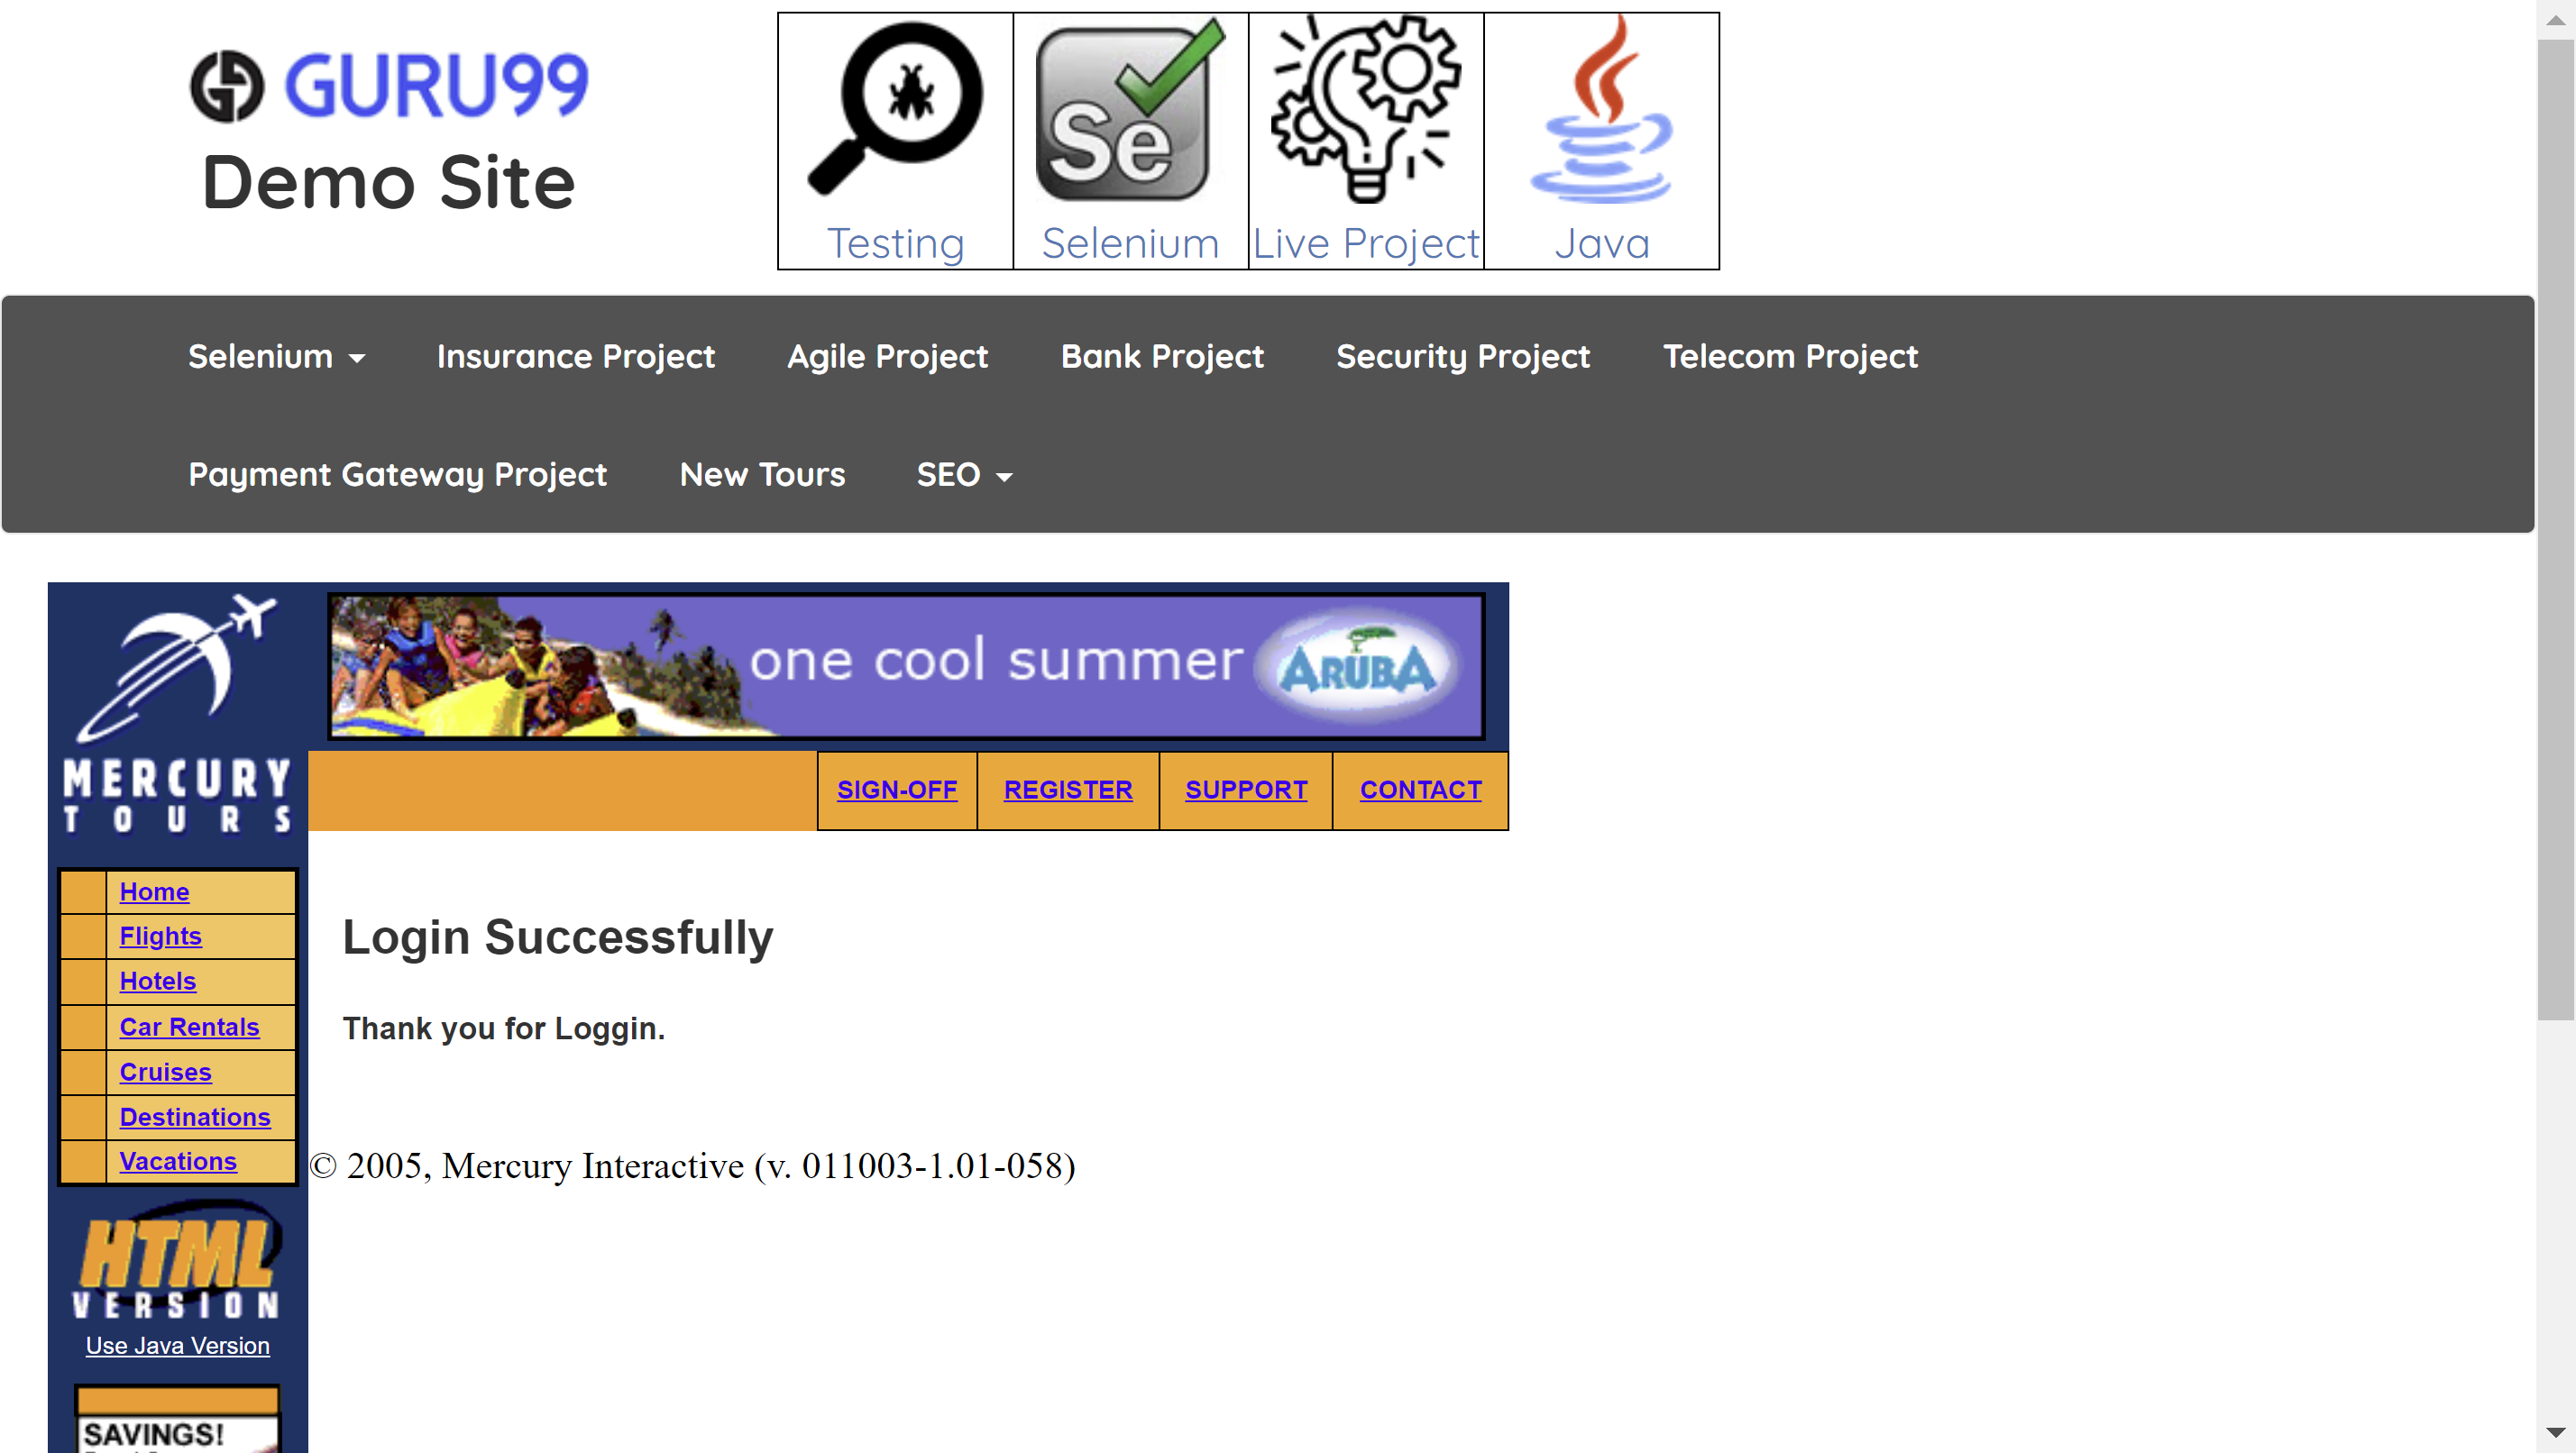 GURU99
Demo Site
Se
Testing
Selenium
Live Project
Java
Selenium
Insurance Project
Agile Project
Bank Project
Security Project
Telecom Project
Payment Gateway Project
New Tours
SEO
MERCURY
TOURS
one cool summer
ARUBA
SIGN-OFF
REGISTER
SUPPORT
CONTACT
Home
Flights
Hotels
Car Rentals
Cruises
Destinations
Vacations
Login Successfully
Thank you for Loggin.
© 2005, Mercury Interactive (v. 011003-1.01-058)
HTML
VERSION
Use Java Version
SAVINGS!